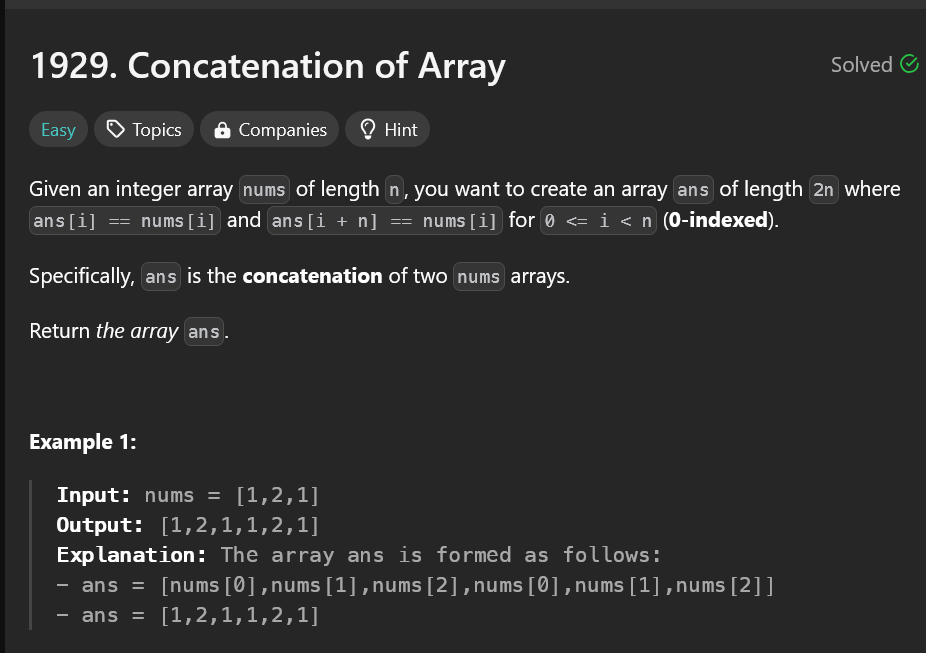 1929. Concatenation of Array
Solved
Easy Topics Companies Hint
Given an integer array nums of length n, you want to create an array ans of length 2n where
ans[i] == nums[i] and ans[i + n] == nums[i] for 0 <= i < n (0-indexed).
Specifically, ans is the concatenation of two nums arrays.
Return the array ans.
Example 1:
Input: nums = [1,2,1]
Output: [1,2,1,1,2,1]
Explanation: The array ans is formed as follows:
- ans = [nums[0],nums[1],nums[2],nums[0],nums[1],nums[2]]
- ans = [1,2,1,1,2,1]